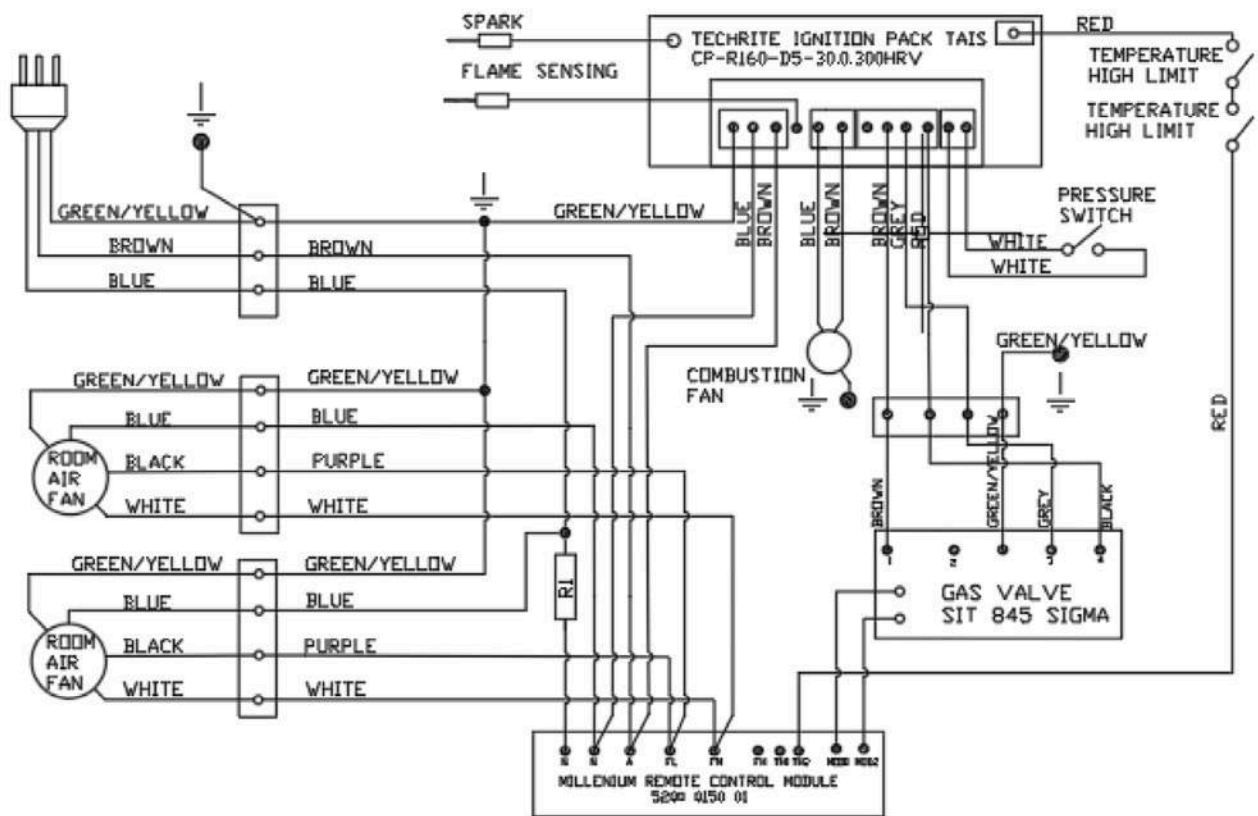 SPARK
FLAME SENSING
TECHRITE IGNITION PACK TAIS
CP-R160-D5-30.0.300HRV
RED
TEMPERATURE
HIGH LIMIT
TEMPERATURE
HIGH LIMIT
GREEN/YELLOW
BROWN
BLUE
BROWN
BLUE
GREEN/YELLOW
BLUE
BROWN
BLUE
BROWN
BROWN
GREY
RED
PRESSURE
SWITCH
WHITE
WHITE
COMBUSTION
FAN
GREEN/YELLOW
RED
GREEN/YELLOW
GREEN/YELLOW
BLUE
BLUE
ROOM
AIR
FAN
BLACK
PURPLE
WHITE
WHITE
BROWN
GREEN/YELLOW
GREY
BLACK
1
2
GAS VALVE
SIT 845 SIGMA
GREEN/YELLOW
GREEN/YELLOW
BLUE
BLUE
R1
ROOM
AIR
FAN
BLACK
PURPLE
WHITE
WHITE
N
N
A
FL
MILLENIUM REMOTE CONTROL MODULE